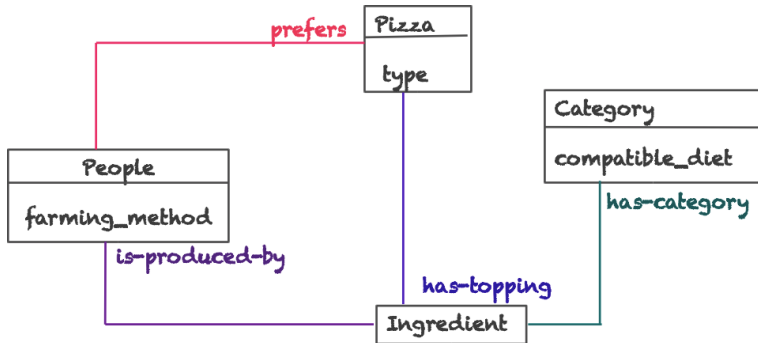 prefers
Pizza
type
Category
compatible_diet
People
farming_method
has-category
is-produced-by
has-topping
Ingredient